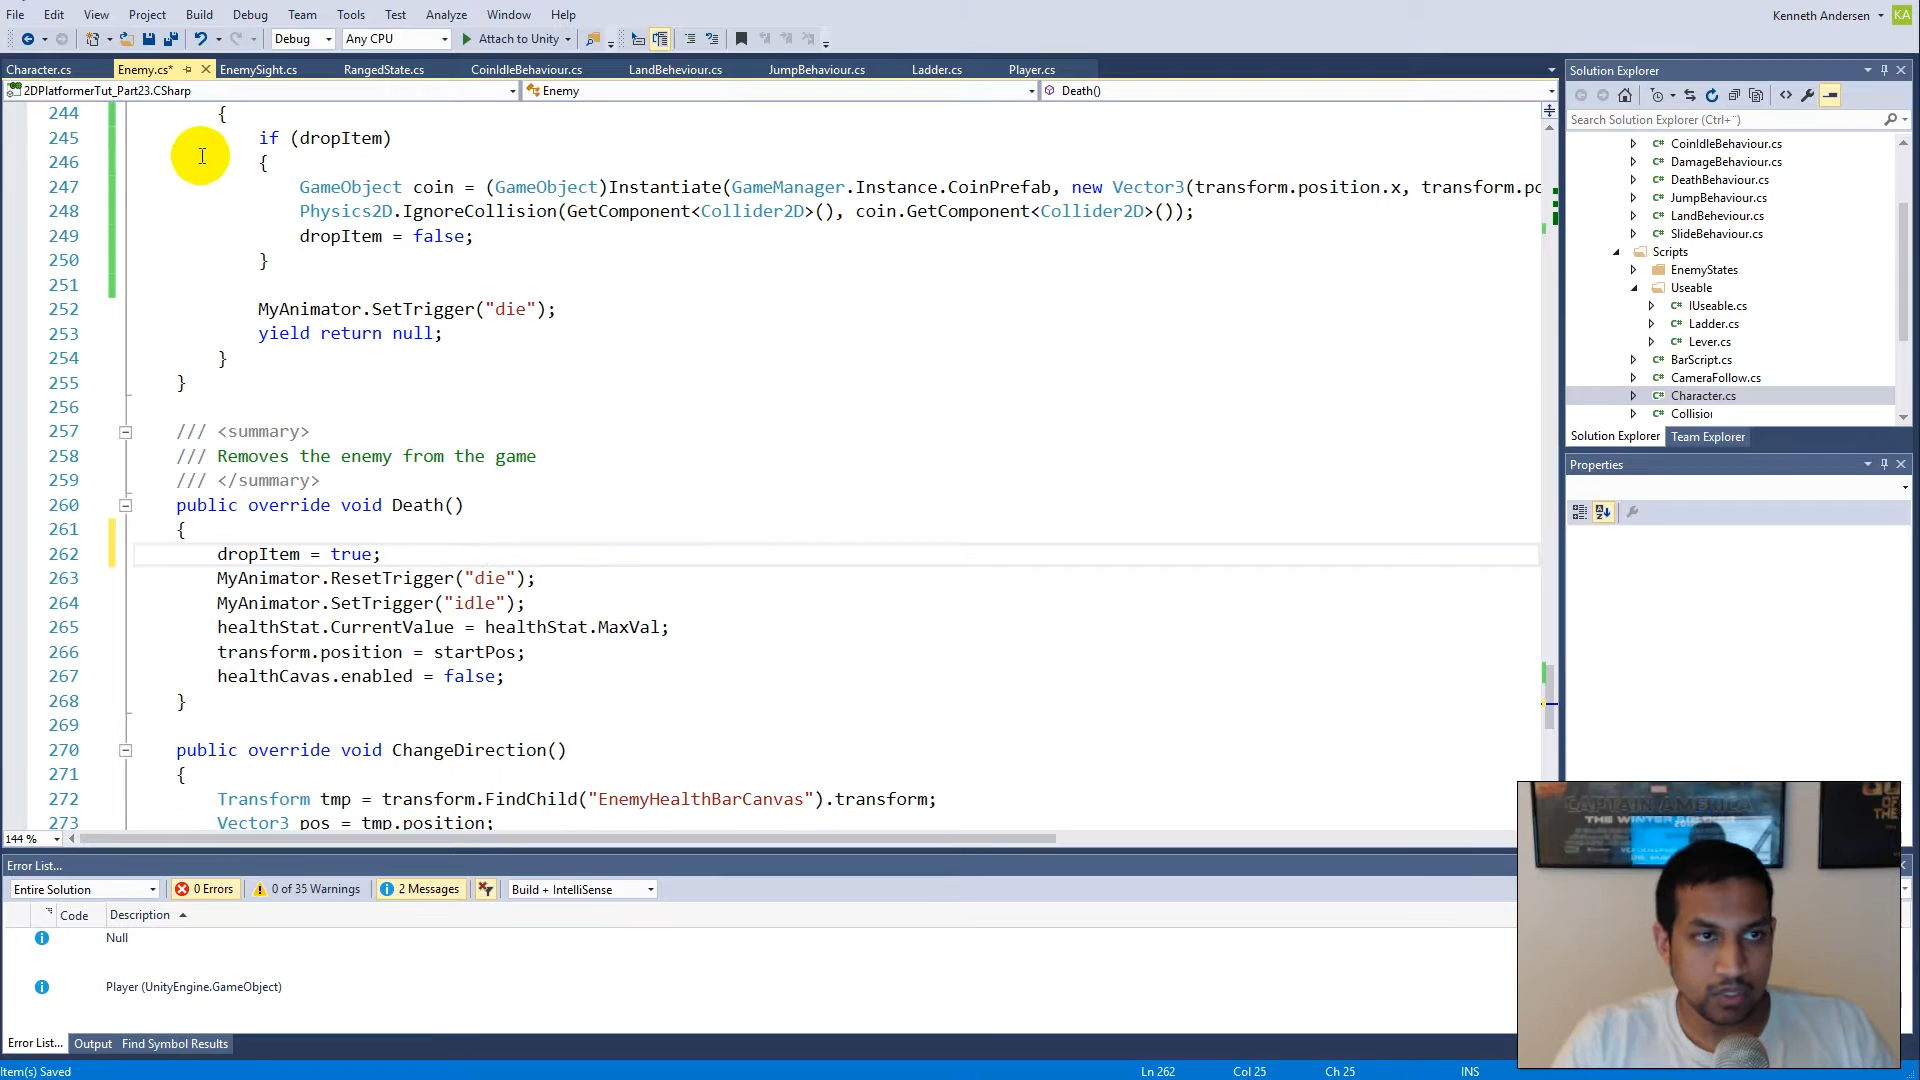 File Edit View Project Build Debug Team Tools Test Analyze Window Help Kenneth Andersen KA
Debug Any CPU Attach to Unity
Character.cs Enemy.cs* EnemySight.cs RangedState.cs CoinIdleBehaviour.cs LandBeheviour.cs JumpBehaviour.cs Ladder.cs Player.cs
2DPlatformerTut_Part23.CSharp Enemy Death()
244 {
245 if (dropItem)
246 {
247 GameObject coin = (GameObject)Instantiate(GameManager.Instance.CoinPrefab, new Vector3(transform.position.x, transform.po
248 Physics2D.IgnoreCollision(GetComponent<Collider2D>(), coin.GetComponent<Collider2D>());
249 dropItem = false;
250 }
251
252 MyAnimator.SetTrigger("die");
253 yield return null;
254 }
255 }
256
257 /// <summary>
258 /// Removes the enemy from the game
259 /// </summary>
260 public override void Death()
261 {
262 dropItem = true;
263 MyAnimator.ResetTrigger("die");
264 MyAnimator.SetTrigger("idle");
265 healthStat.CurrentValue = healthStat.MaxVal;
266 transform.position = startPos;
267 healthCavas.enabled = false;
268 }
269
270 public override void ChangeDirection()
271 {
272 Transform tmp = transform.FindChild("EnemyHealthBarCanvas").transform;
273 Vector3 pos = tmp.position;
144 %
Solution Explorer
Search Solution Explorer (Ctrl+¨)
C# CoinIdleBehaviour.cs
C# DamageBehaviour.cs
C# DeathBehaviour.cs
C# JumpBehaviour.cs
C# LandBeheviour.cs
C# SlideBehaviour.cs
Scripts
EnemyStates
Useable
C# IUseable.cs
C# Ladder.cs
C# Lever.cs
C# BarScript.cs
C# CameraFollow.cs
C# Character.cs
C# Collision
Solution Explorer Team Explorer
Properties
Error List...
Entire Solution 0 Errors 0 of 35 Warnings 2 Messages Build + IntelliSense
Code Description
Null
Player (UnityEngine.GameObject)
Error List... Output Find Symbol Results
Item(s) Saved Ln 262 Col 25 Ch 25 INS
CAPTAIN AMERICA
THE WINTER SOLDIER